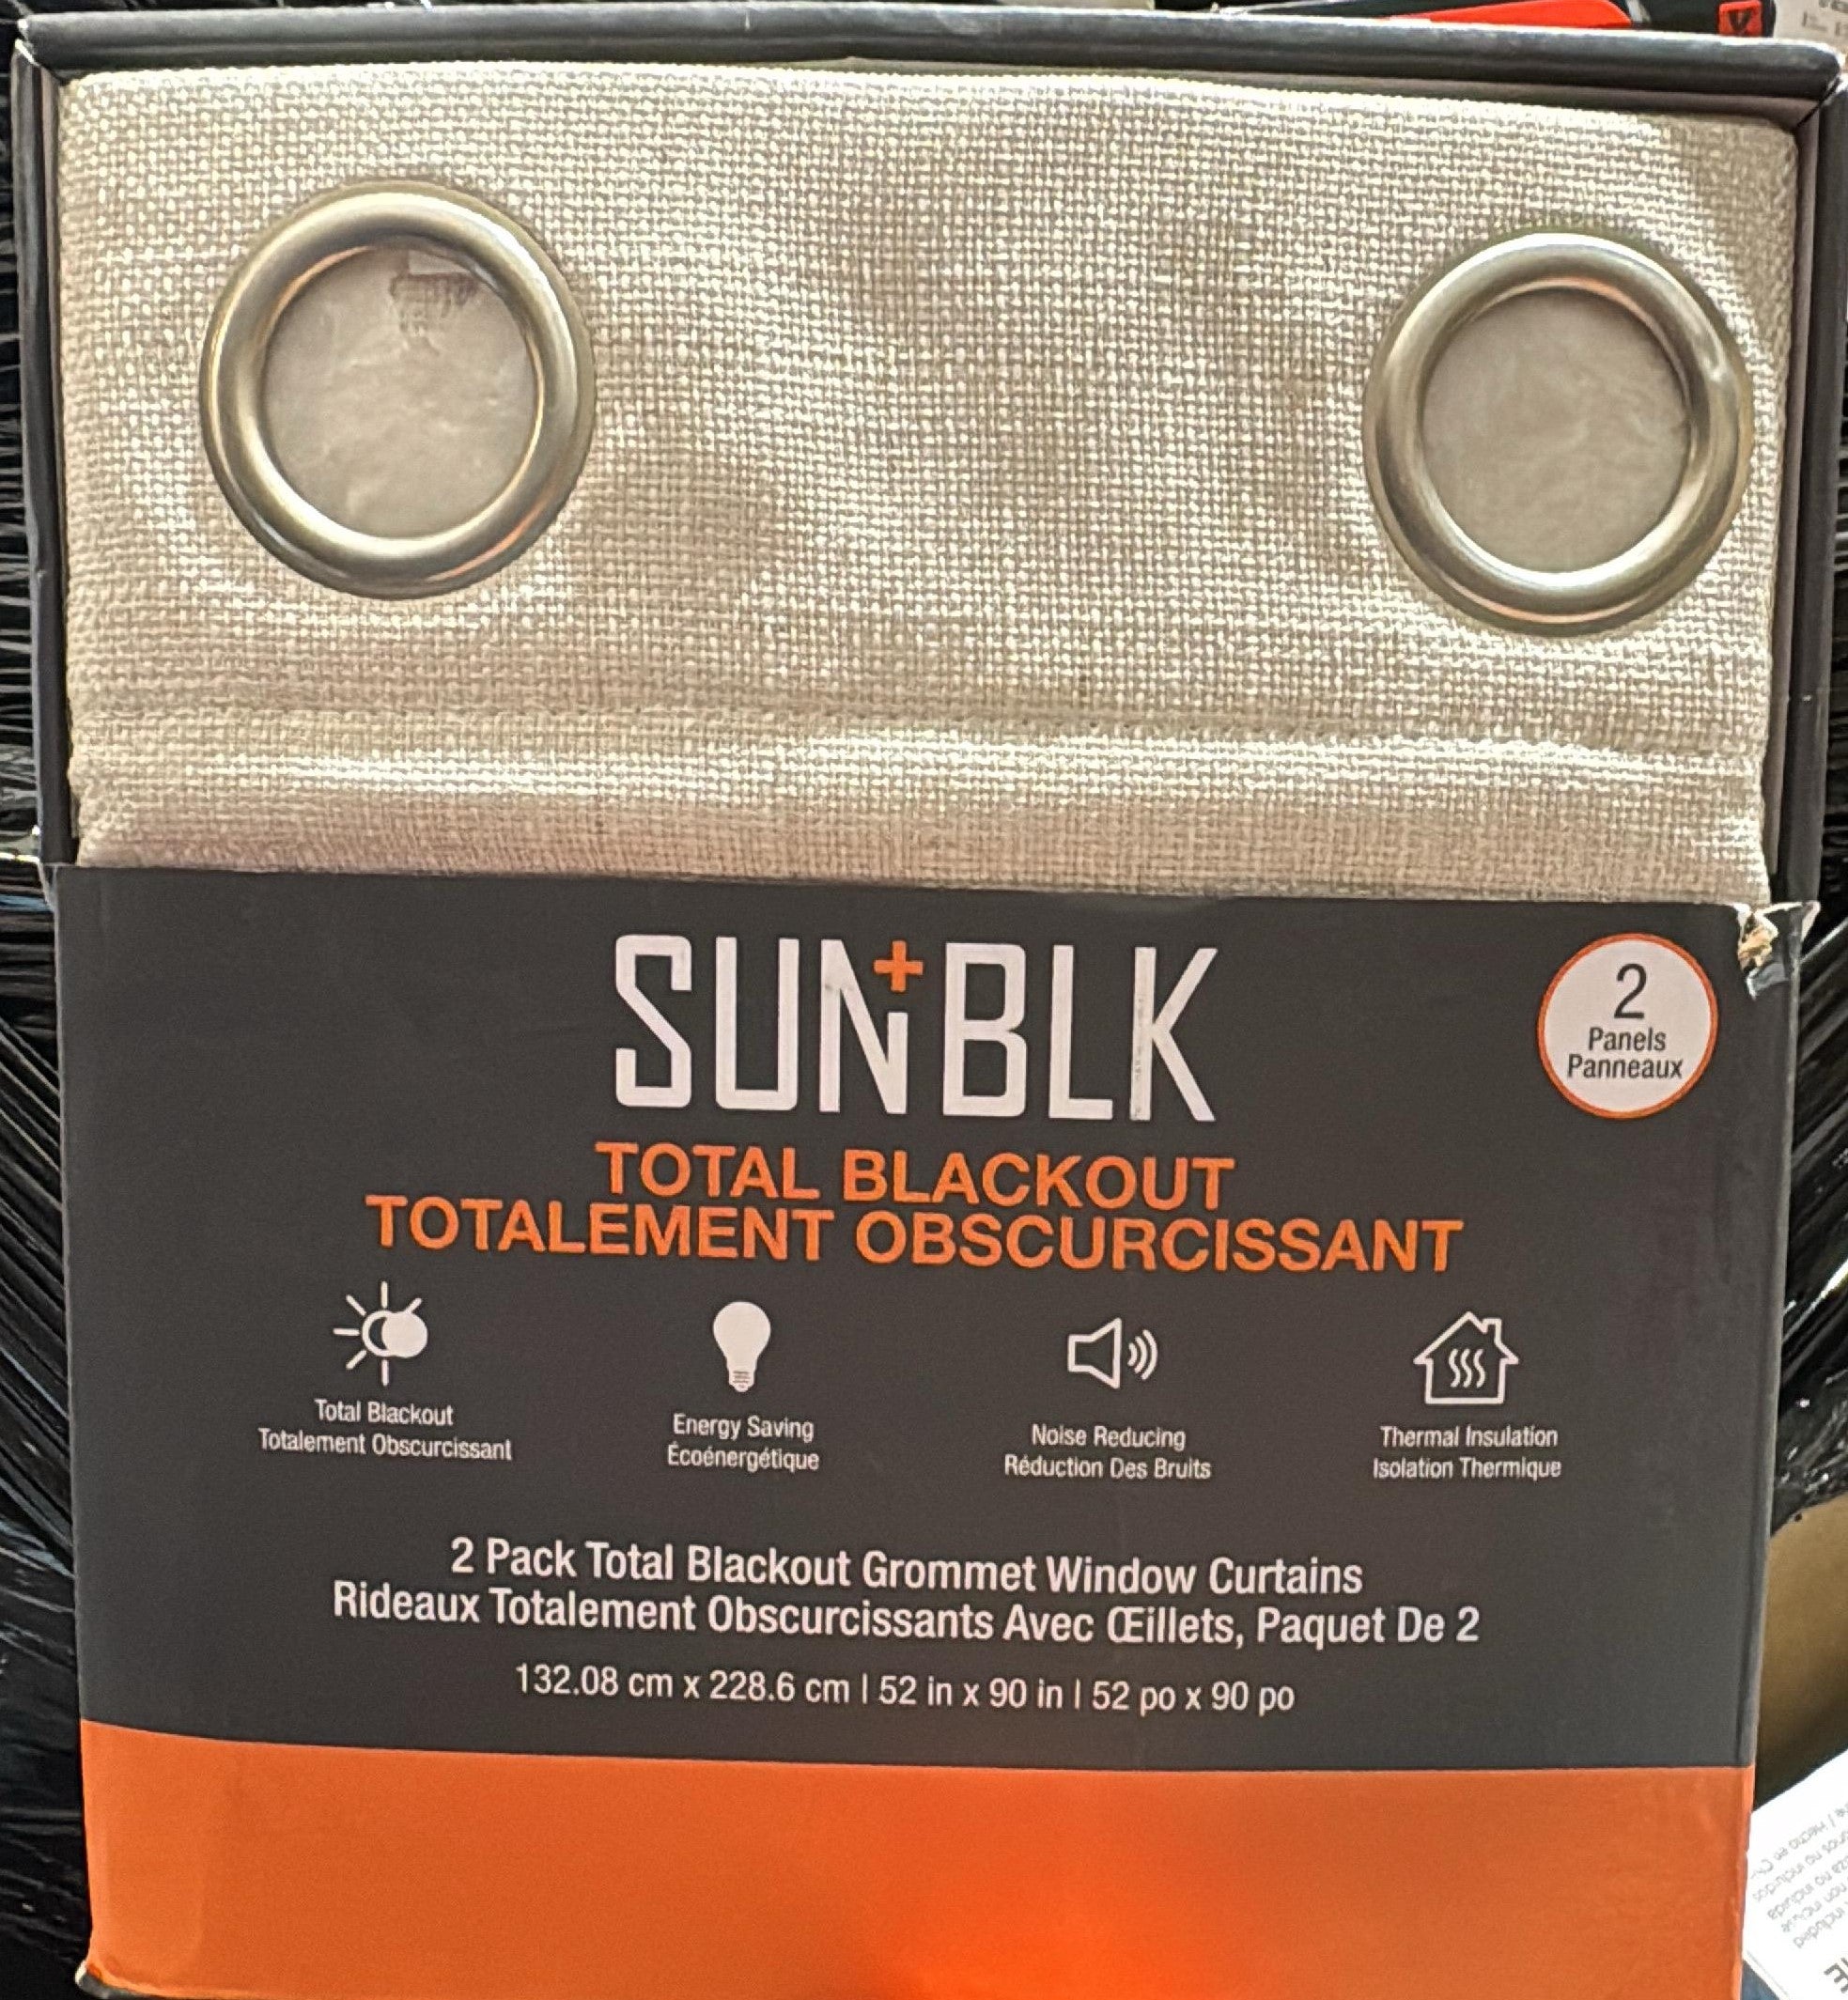 SUN+BLK
2
Panels
Panneaux
TOTAL BLACKOUT
TOTALEMENT OBSCURCISSANT
Total Blackout
Totalement Obscurcissant
Energy Saving
Écoénergétique
Noise Reducing
Réduction Des Bruits
Thermal Insulation
Isolation Thermique
2 Pack Total Blackout Grommet Window Curtains
Rideaux Totalement Obscurcissants Avec Œillets, Paquet De 2
132.08 cm x 228.6 cm | 52 in x 90 in | 52 po x 90 po